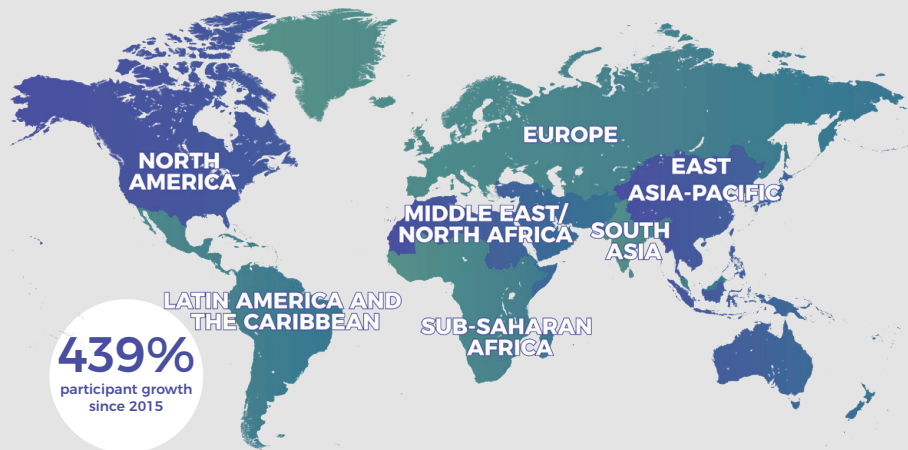 EUROPE
NORTH
AMERICA
EAST
ASIA-PACIFIC
MIDDLE EAST/
NORTH AFRICA
SOUTH
ASIA
LATIN AMERICA AND
THE CARIBBEAN
SUB-SAHARAN
AFRICA
439%
participant growth
since 2015